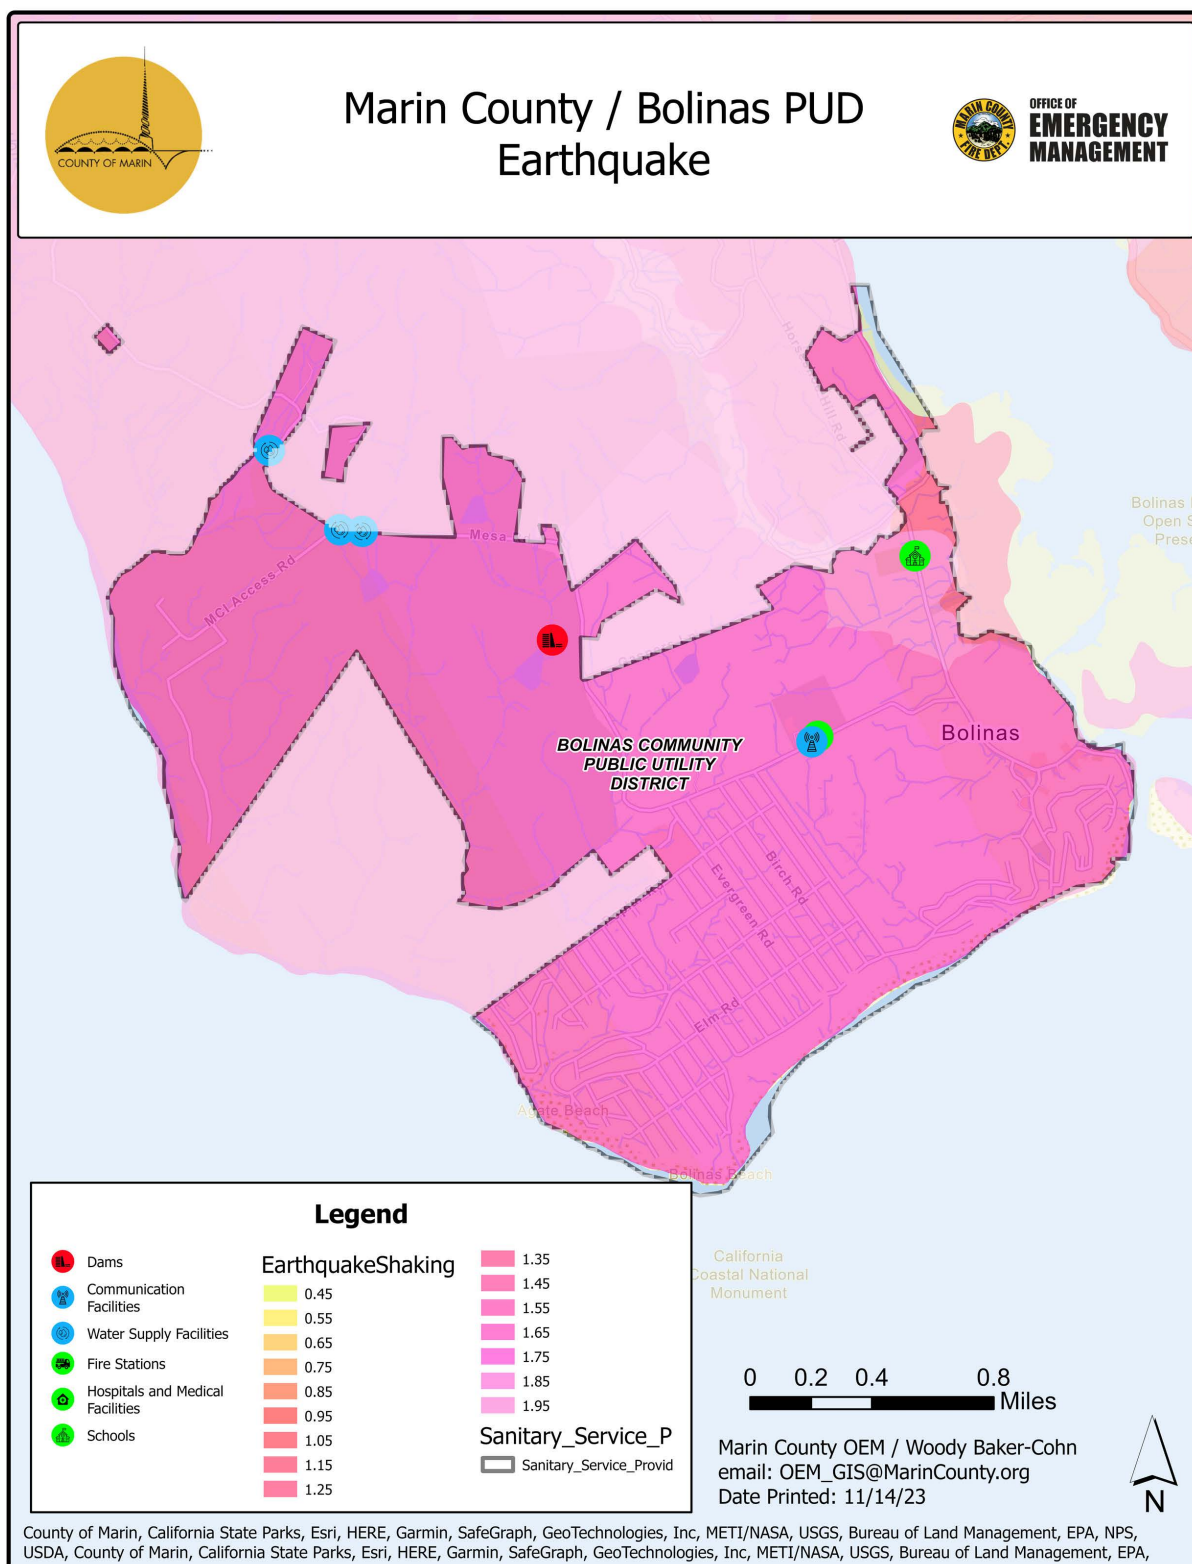 Marin County / Bolinas PUD
Earthquake
COUNTY OF MARIN
MARIN COUNTY
FIRE DEPT.
OFFICE OF
EMERGENCY
MANAGEMENT
Bolinas
Open S
Prese
Mesa
MCI Access Rd
BOLINAS COMMUNITY
PUBLIC UTILITY
DISTRICT
Bolinas
Birch Rd
Evergreen Rd
Elm Rd
Agate Beach
Bolinas Beach
California
Coastal National
Monument
Legend
Dams
Communication
Facilities
Water Supply Facilities
Fire Stations
Hospitals and Medical
Facilities
Schools
EarthquakeShaking
0.45
0.55
0.65
0.75
0.85
0.95
1.05
1.15
1.25
1.35
1.45
1.55
1.65
1.75
1.85
1.95
Sanitary_Service_P
Sanitary_Service_Provid
0 0.2 0.4 0.8
Miles
Marin County OEM / Woody Baker-Cohn
email: OEM_GIS@MarinCounty.org
Date Printed: 11/14/23
N
County of Marin, California State Parks, Esri, HERE, Garmin, SafeGraph, GeoTechnologies, Inc, METI/NASA, USGS, Bureau of Land Management, EPA, NPS,
USDA, County of Marin, California State Parks, Esri, HERE, Garmin, SafeGraph, GeoTechnologies, Inc, METI/NASA, USGS, Bureau of Land Management, EPA,